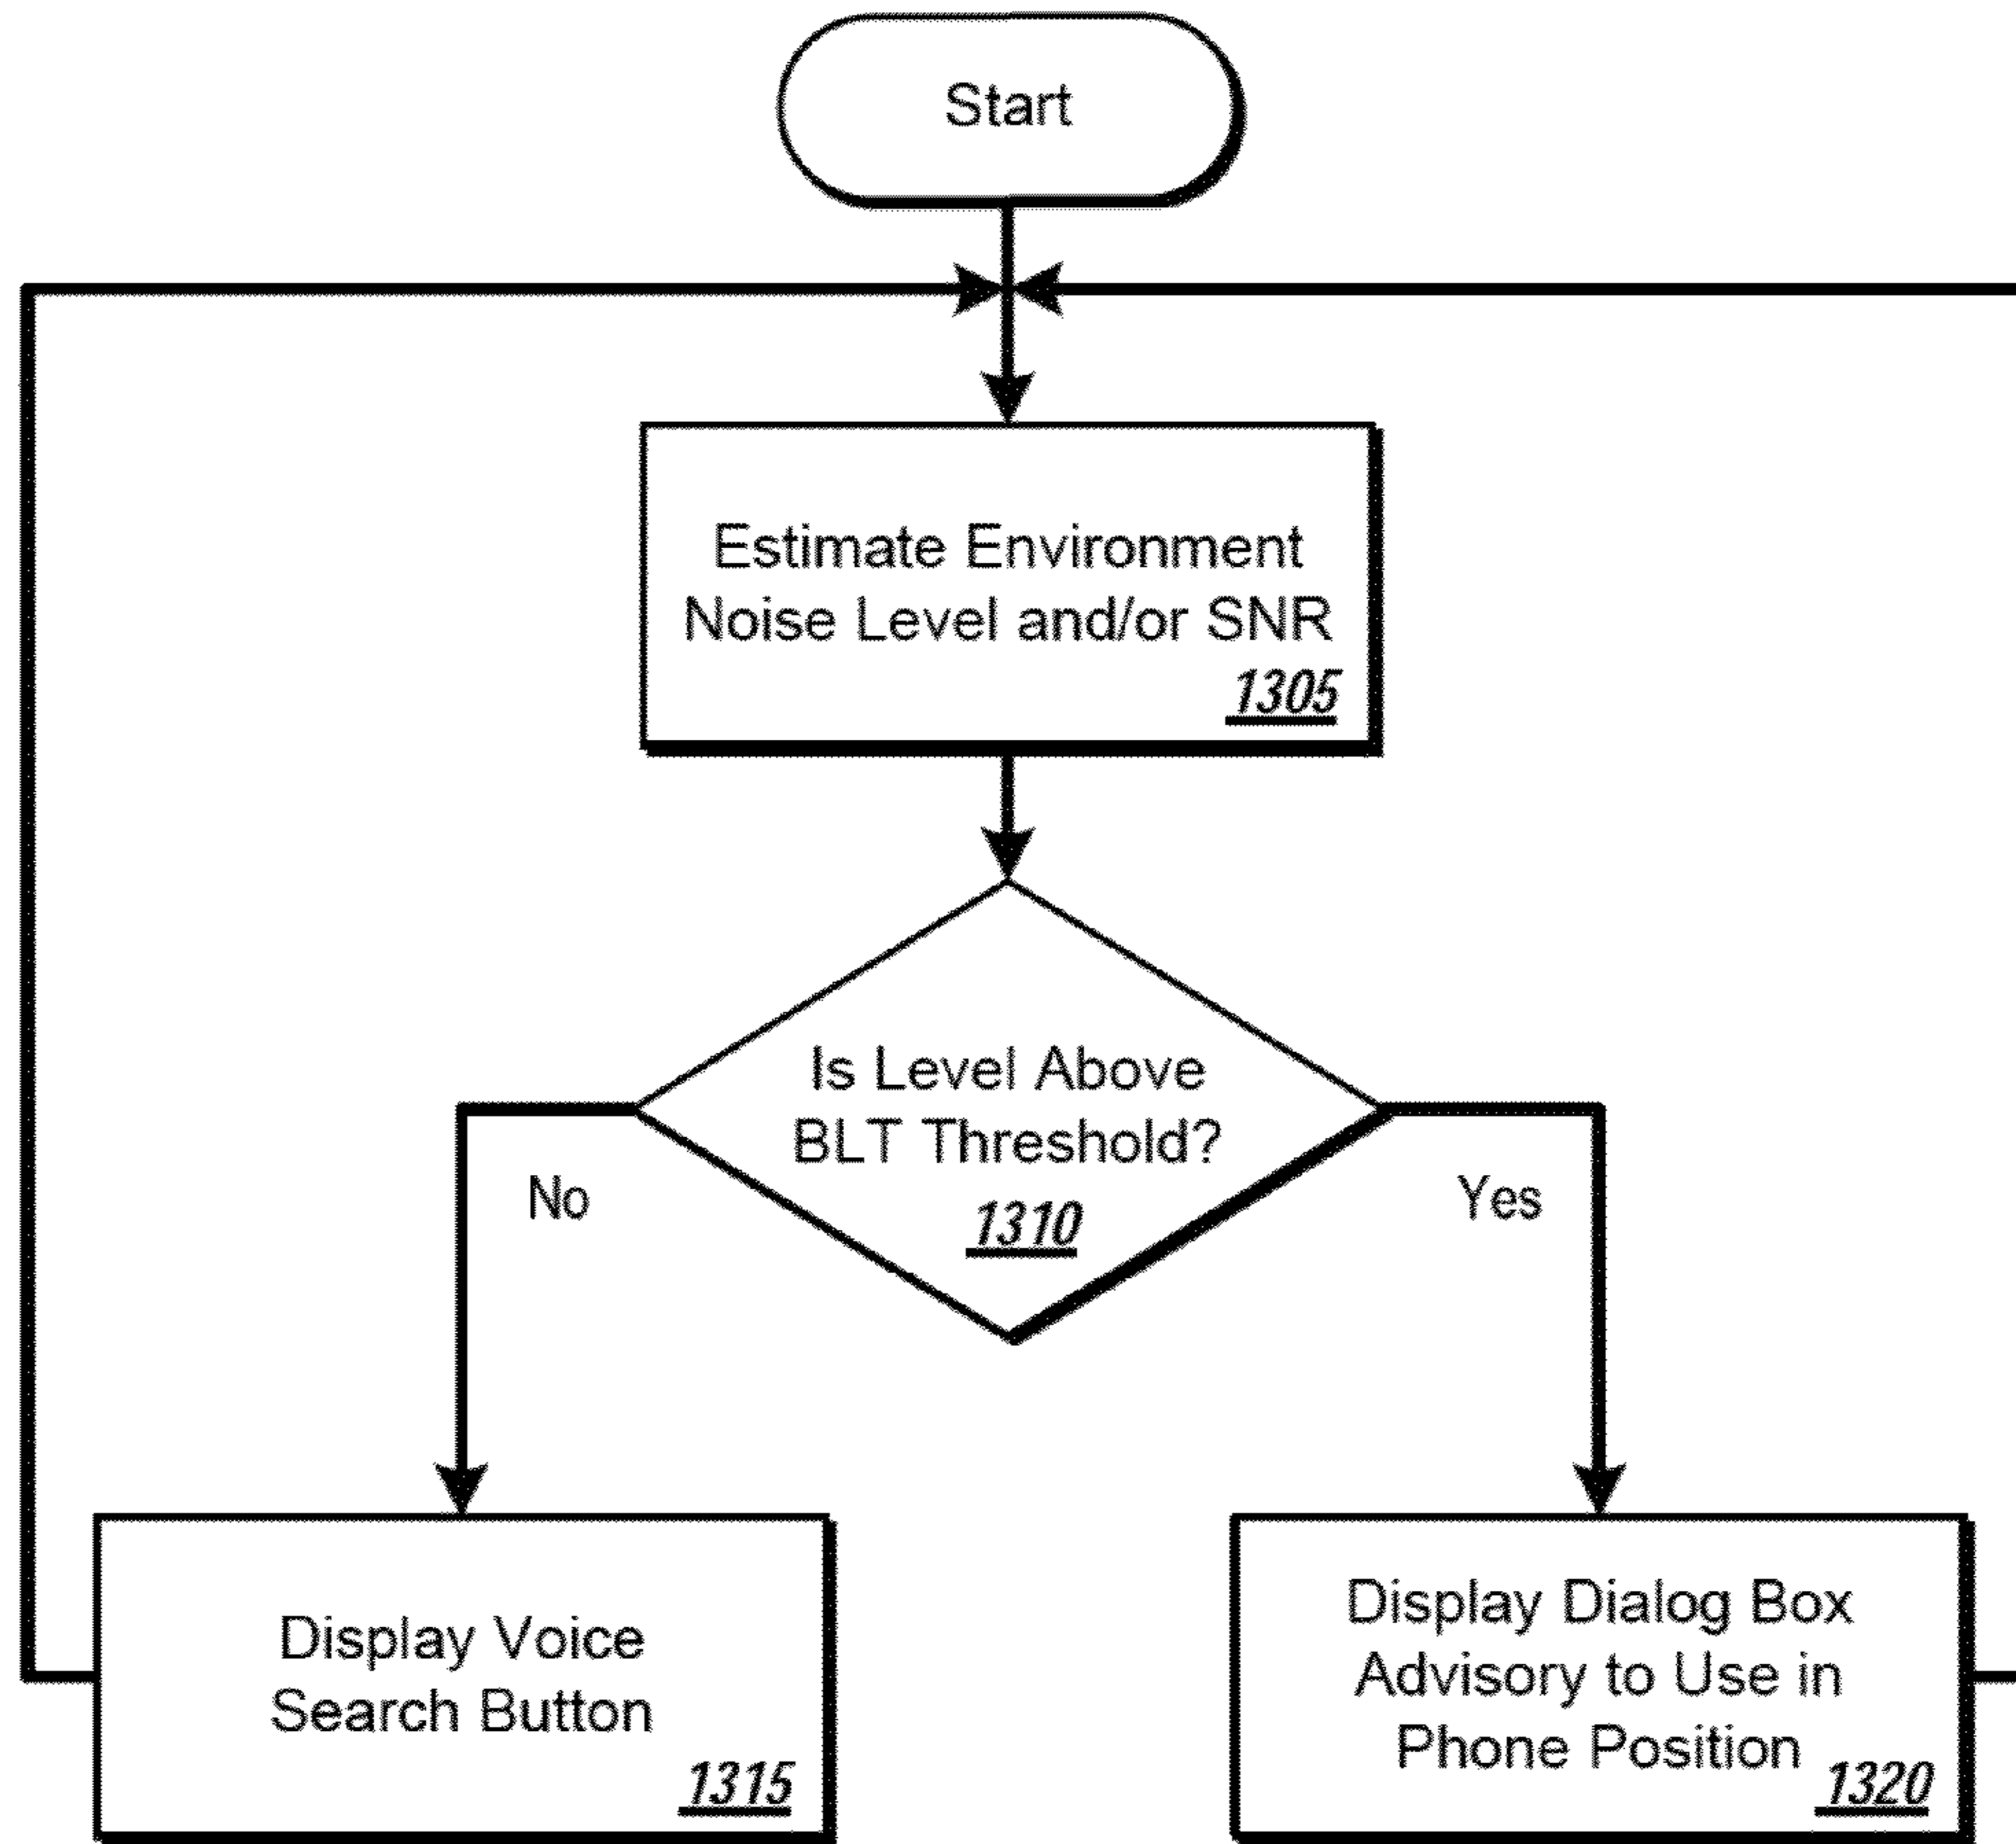 Start
Estimate Environment
Noise Level and/or SNR
1305
Is Level Above
BLT Threshold?
1310
No
Yes
Display Voice
Search Button
1315
Display Dialog Box
Advisory to Use in
Phone Position
1320